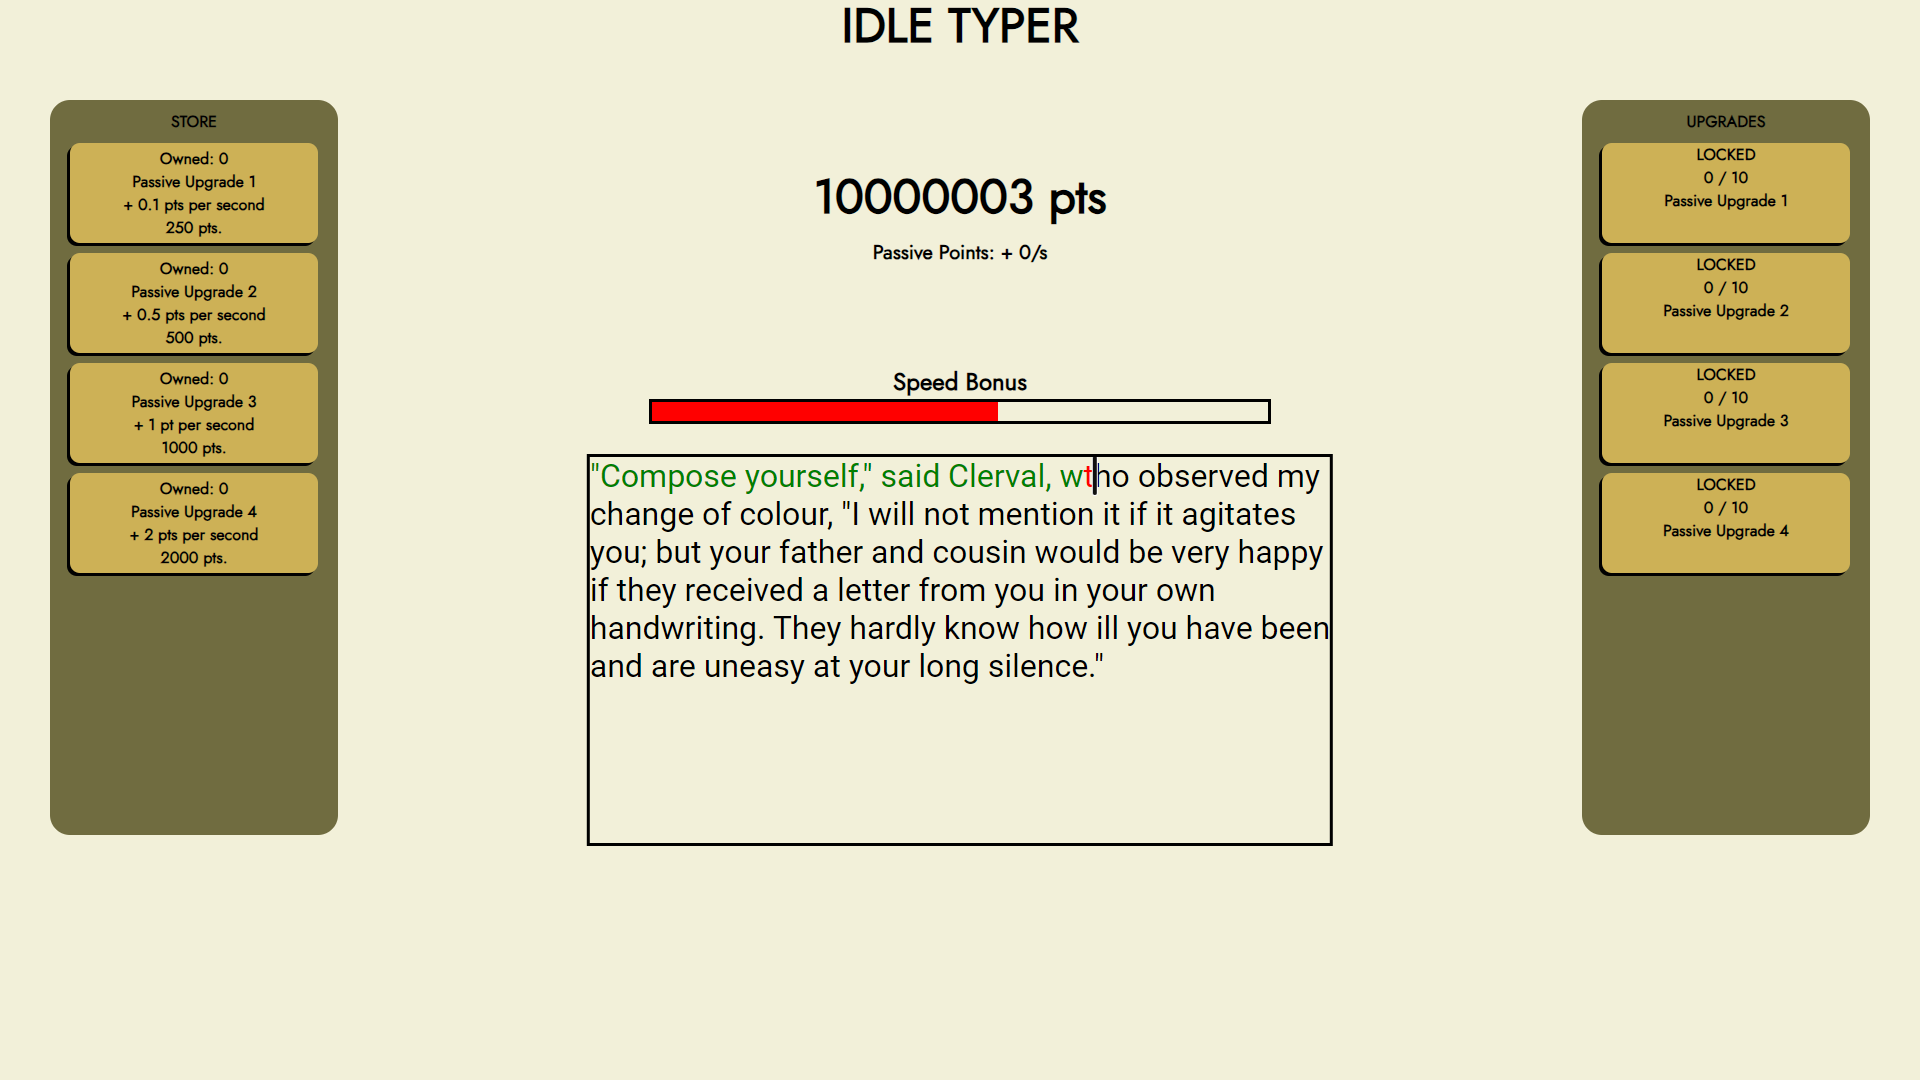 IDLE TYPER
STORE
Owned: 0
Passive Upgrade 1
+ 0.1 pts per second
250 pts.
Owned: 0
Passive Upgrade 2
+ 0.5 pts per second
500 pts.
Owned: 0
Passive Upgrade 3
+ 1 pt per second
1000 pts.
Owned: 0
Passive Upgrade 4
+ 2 pts per second
2000 pts.
10000003 pts
Passive Points: + 0/s
Speed Bonus
"Compose yourself," said Clerval, wtho observed my
change of colour, "I will not mention it if it agitates
you; but your father and cousin would be very happy
if they received a letter from you in your own
handwriting. They hardly know how ill you have been
and are uneasy at your long silence."
UPGRADES
LOCKED
0 / 10
Passive Upgrade 1
LOCKED
0 / 10
Passive Upgrade 2
LOCKED
0 / 10
Passive Upgrade 3
LOCKED
0 / 10
Passive Upgrade 4